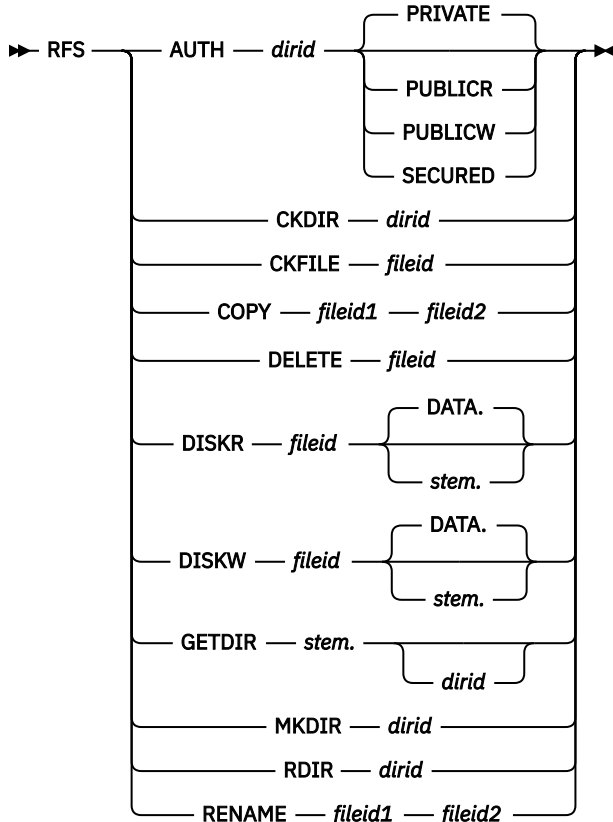 PRIVATE
RFS AUTH dirid
PUBLICR
PUBLICW
SECURED
CKDIR dirid
CKFILE fileid
COPY fileid1 fileid2
DELETE fileid
DATA.
DISKR fileid
stem.
DATA.
DISKW fileid
stem.
GETDIR stem.
dirid
MKDIR dirid
RDIR dirid
RENAME fileid1 fileid2